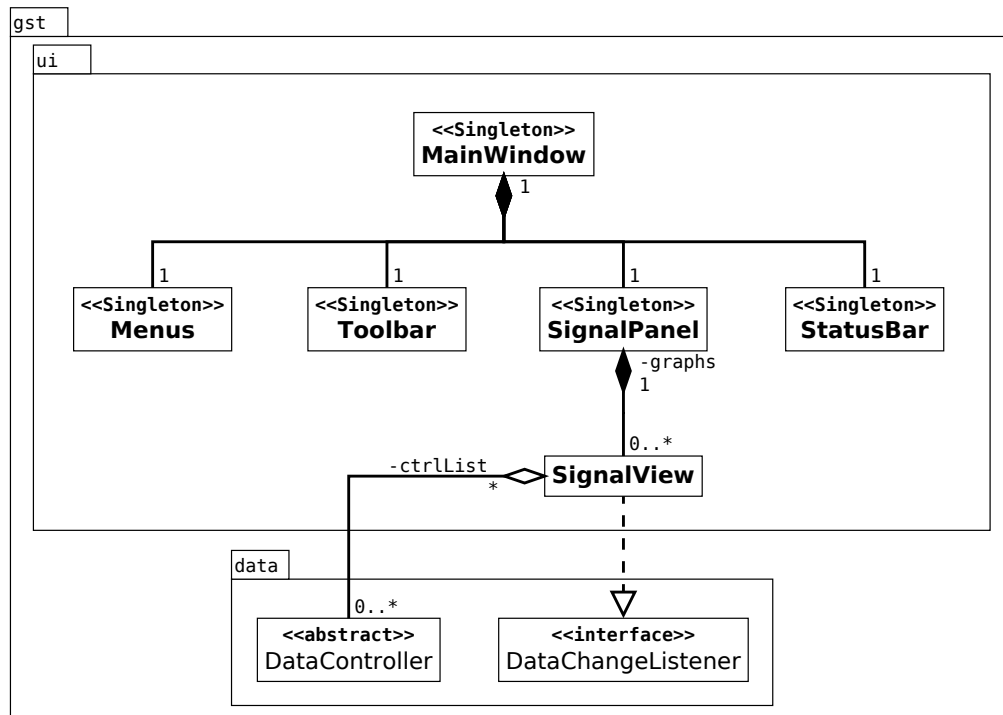 gst
ui
<<Singleton>>
MainWindow
1
1
1
1
1
<<Singleton>>
Menus
<<Singleton>>
Toolbar
<<Singleton>>
SignalPanel
<<Singleton>>
StatusBar
-graphs
1
0..*
-ctrlList
*
SignalView
data
0..*
<<abstract>>
DataController
<<interface>>
DataChangeListener